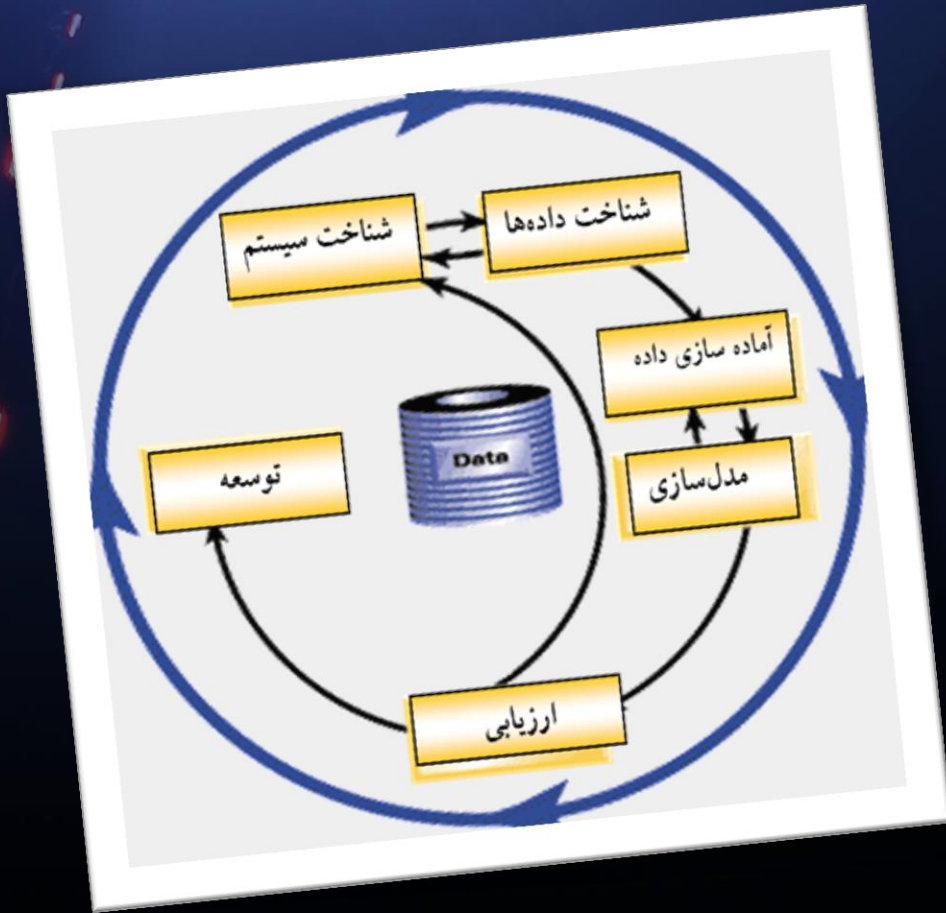 شناخت سیستم
شناخت داده‌ها
آماده سازی داده
مدل‌سازی
Data
توسعه
ارزیابی